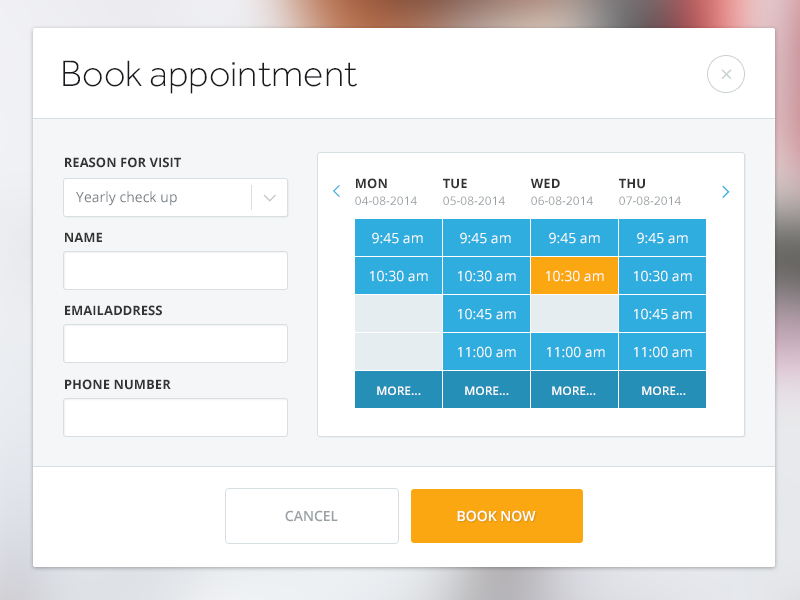 Book appointment
REASON FOR VISIT
Yearly check up
NAME
EMAILADDRESS
PHONE NUMBER
MON TUE WED THU
04-08-2014 05-08-2014 06-08-2014 07-08-2014
9:45 am 9:45 am 9:45 am 9:45 am
10:30 am 10:30 am 10:30 am 10:30 am
10:45 am 10:45 am
11:00 am 11:00 am 11:00 am
MORE... MORE... MORE... MORE...
CANCEL BOOK NOW